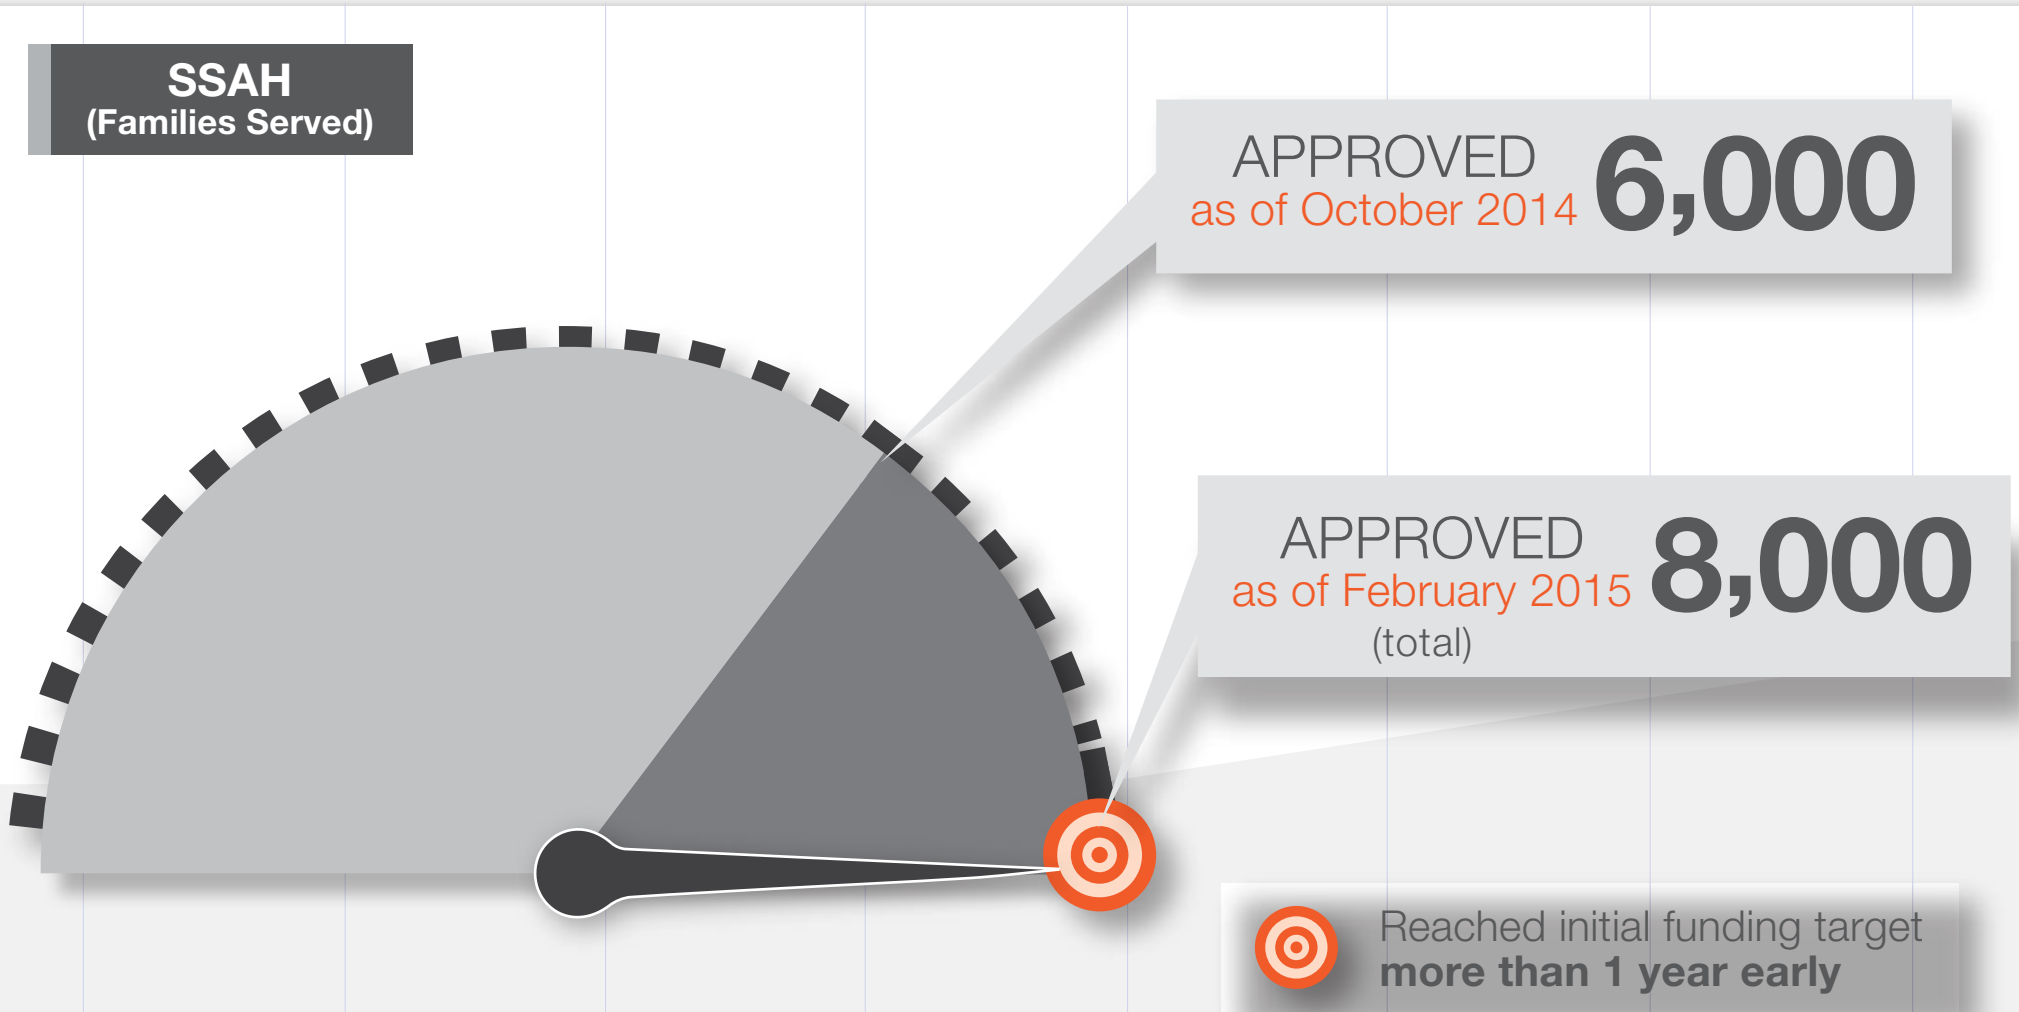 SSAH
(Families Served)
APPROVED
as of October 2014
6,000
APPROVED
as of February 2015
(total)
8,000
Reached initial funding target
more than 1 year early